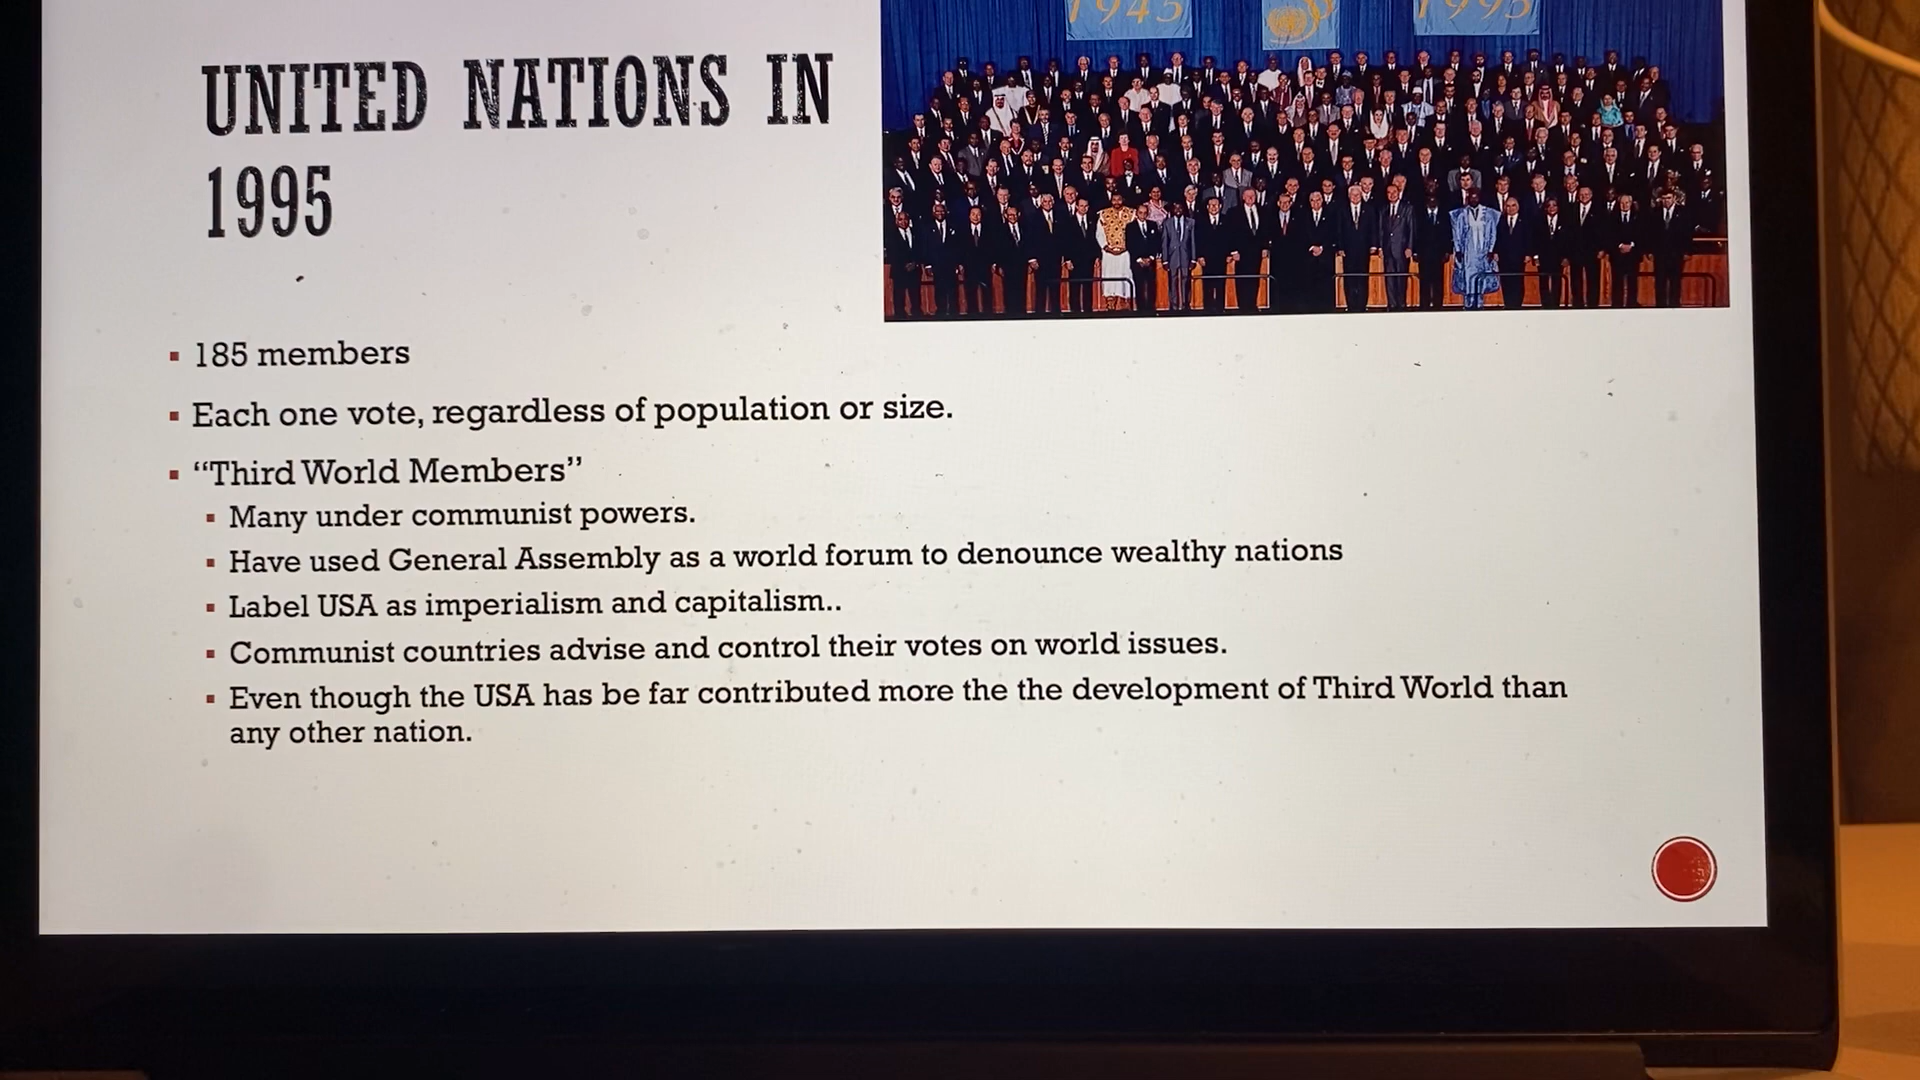 1945
1995
UNITED NATIONS IN
1995
185 members
Each one vote, regardless of population or size.
“Third World Members”
Many under communist powers.
Have used General Assembly as a world forum to denounce wealthy nations
Label USA as imperialism and capitalism..
Communist countries advise and control their votes on world issues.
Even though the USA has be far contributed more the the development of Third World than
any other nation.